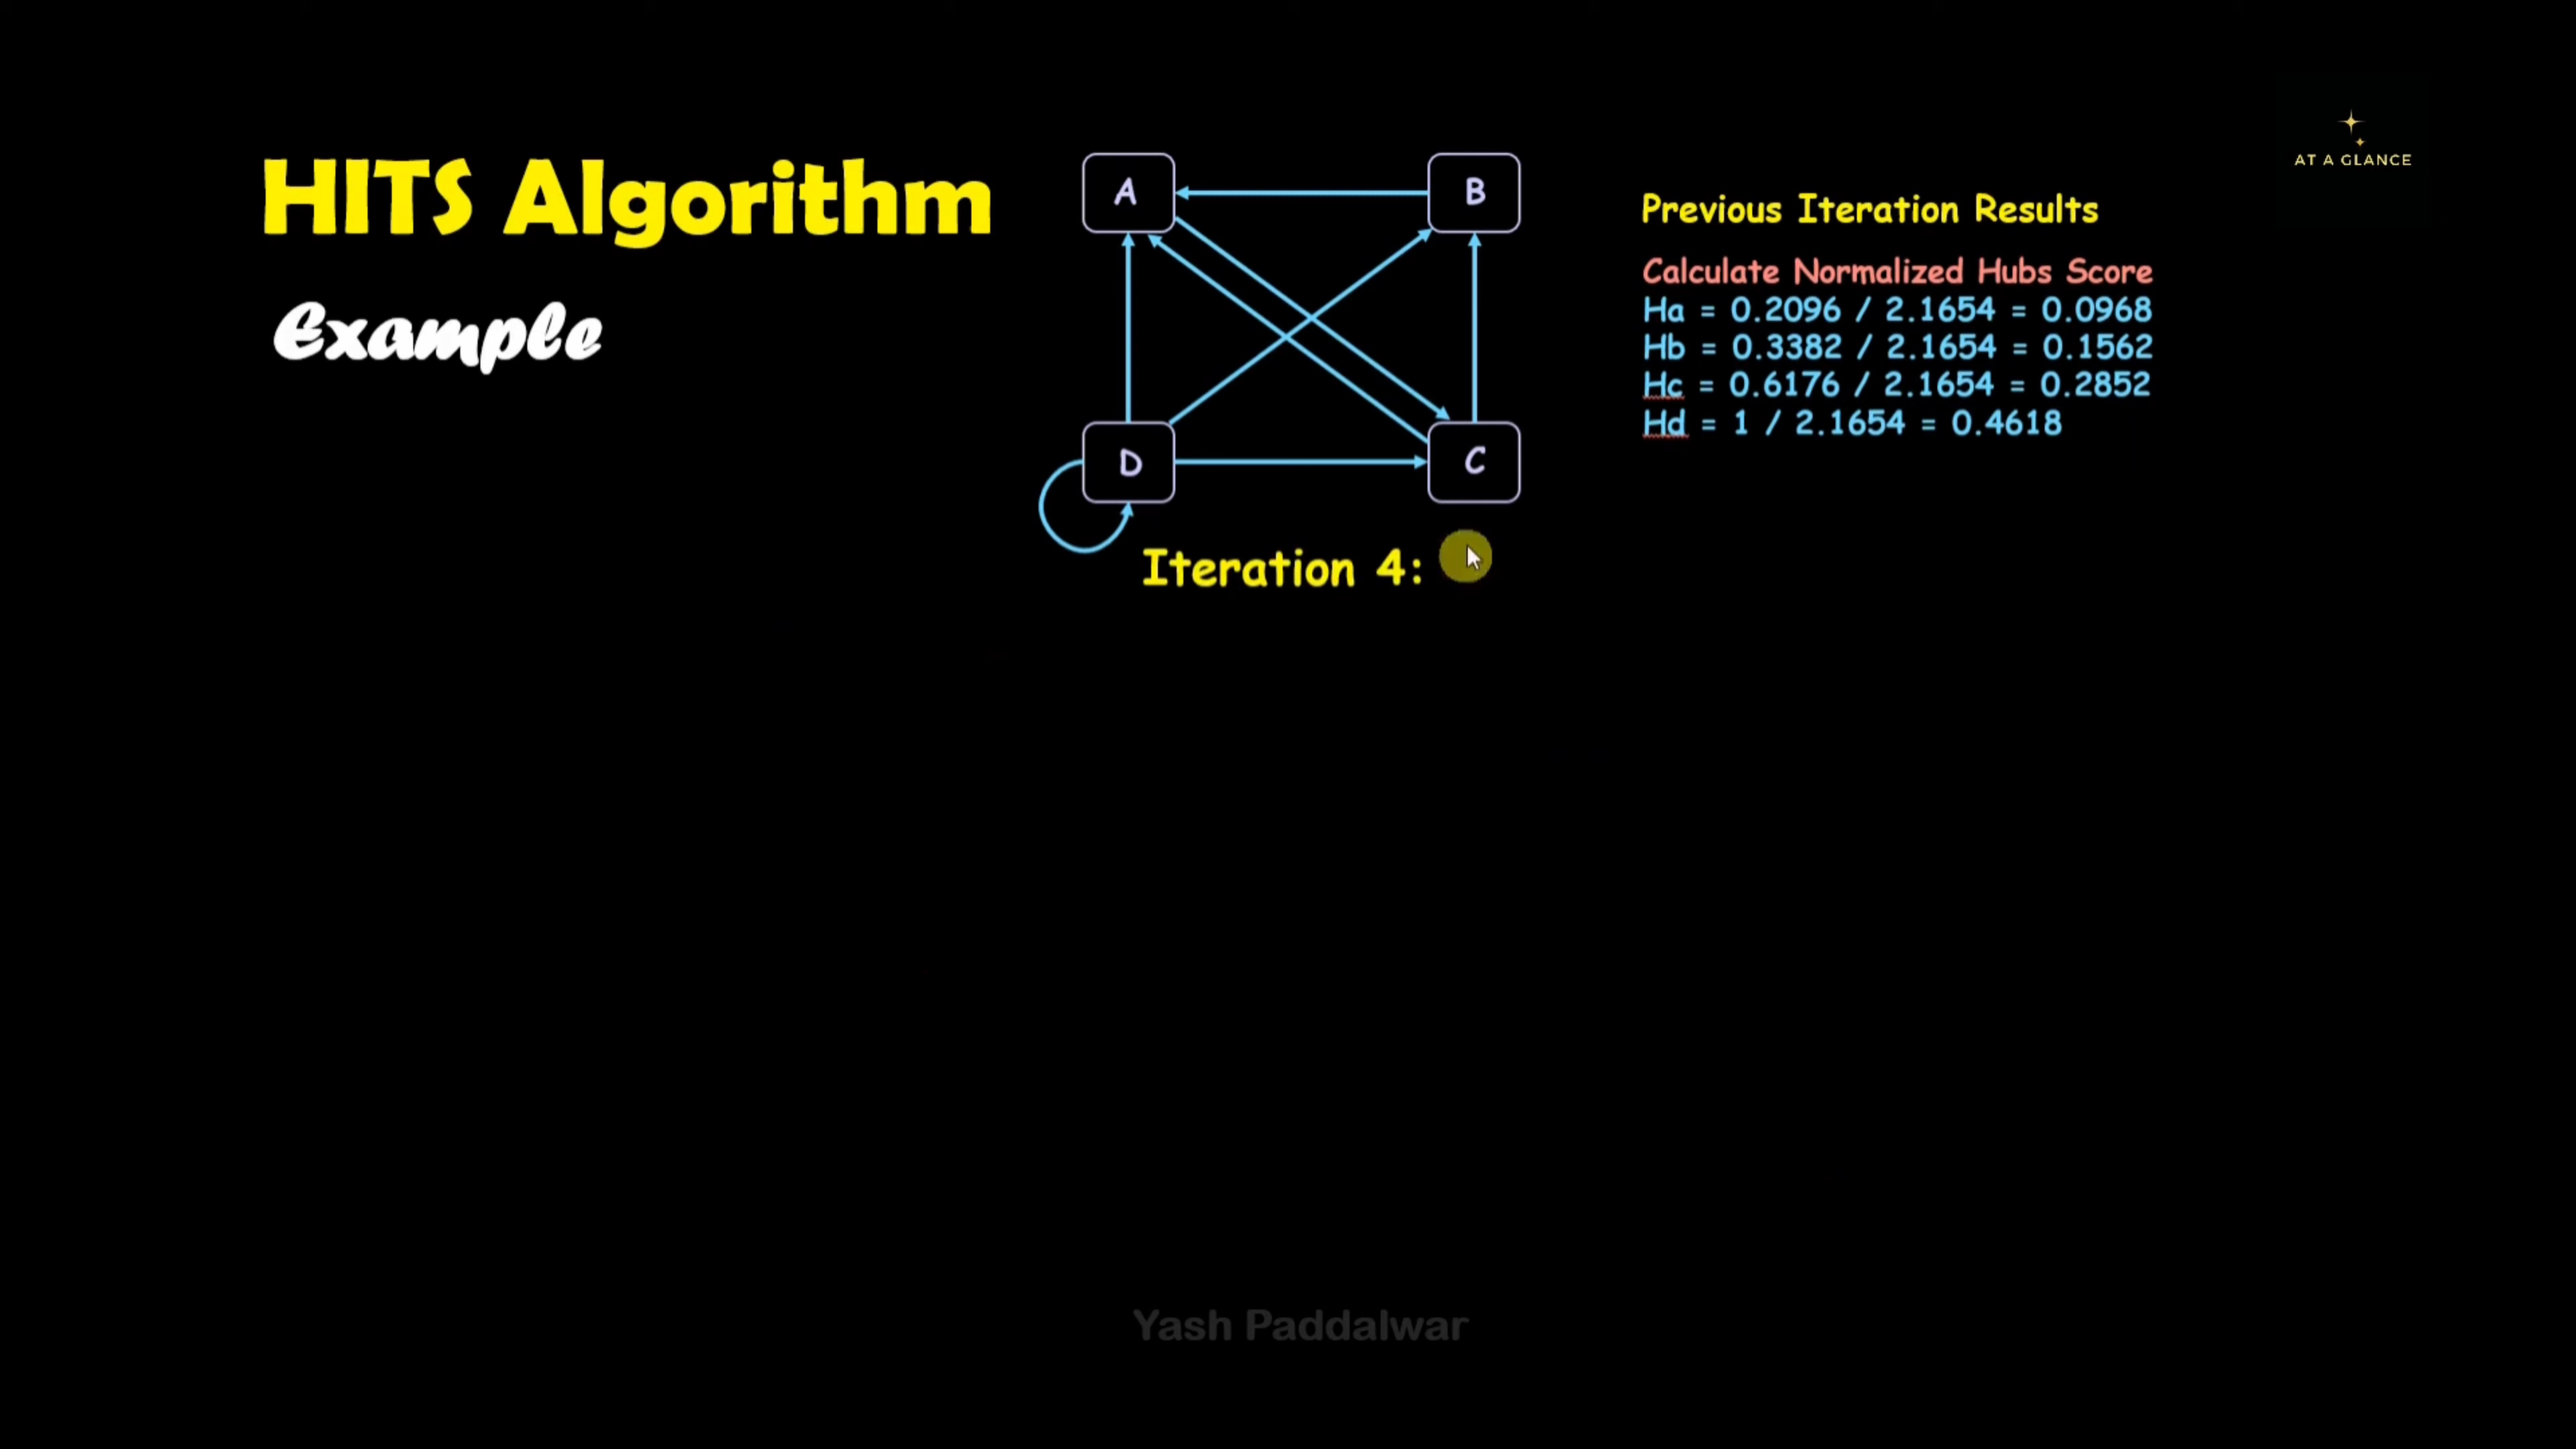 HITS Algorithm
Example
A
B
D
C
Iteration 4:
Previous Iteration Results
Calculate Normalized Hubs Score
Ha = 0.2096 / 2.1654 = 0.0968
Hb = 0.3382 / 2.1654 = 0.1562
Hc = 0.6176 / 2.1654 = 0.2852
Hd = 1 / 2.1654 = 0.4618
AT A GLANCE
Yash Paddalwar